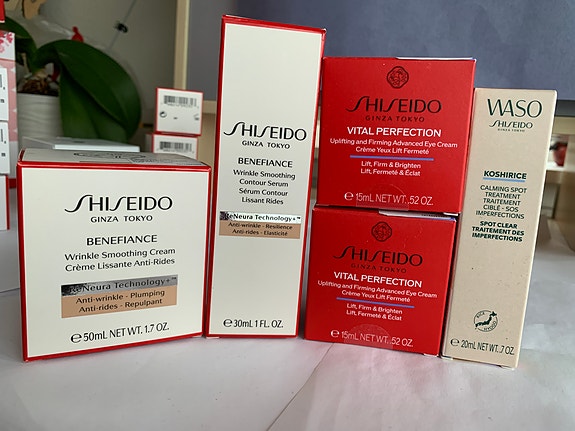 SHISEIDO
GINZA TOKYO
BENEFIANCE
Wrinkle Smoothing Cream
Crème Lissante Anti-Rides
ReNeura Technology+™
Anti-wrinkle - Plumping
Anti-rides - Repulpant
e 50mL NET WT. 1.7 OZ.
SHISEIDO
GINZA TOKYO
BENEFIANCE
Wrinkle Smoothing
Contour Serum
Sérum Contour
Lissant Rides
ReNeura Technology+™
Anti-wrinkle - Resilience
Anti-rides - Elasticité
e 30mL 1 FL. OZ.
SHISEIDO
GINZA TOKYO
VITAL PERFECTION
Uplifting and Firming Advanced Eye Cream
Crème Yeux Lift Fermeté
Lift, Firm & Brighten
Lift, Fermeté & Éclat
e 15mL NET WT. .52 OZ.
SHISEIDO
GINZA TOKYO
VITAL PERFECTION
Uplifting and Firming Advanced Eye Cream
Crème Yeux Lift Fermeté
Lift, Firm & Brighten
Lift, Fermeté & Éclat
e 15mL NET WT. .52 OZ.
WASO
SHISEIDO
GINZA TOKYO
KOSHIRICE
CALMING SPOT
TREATMENT
TRAITEMENT
CIBLÉ - SOS
IMPERFECTIONS
SPOT CLEAR
TRAITEMENT DES
IMPERFECTIONS
e 20mL NET WT. .7 OZ.